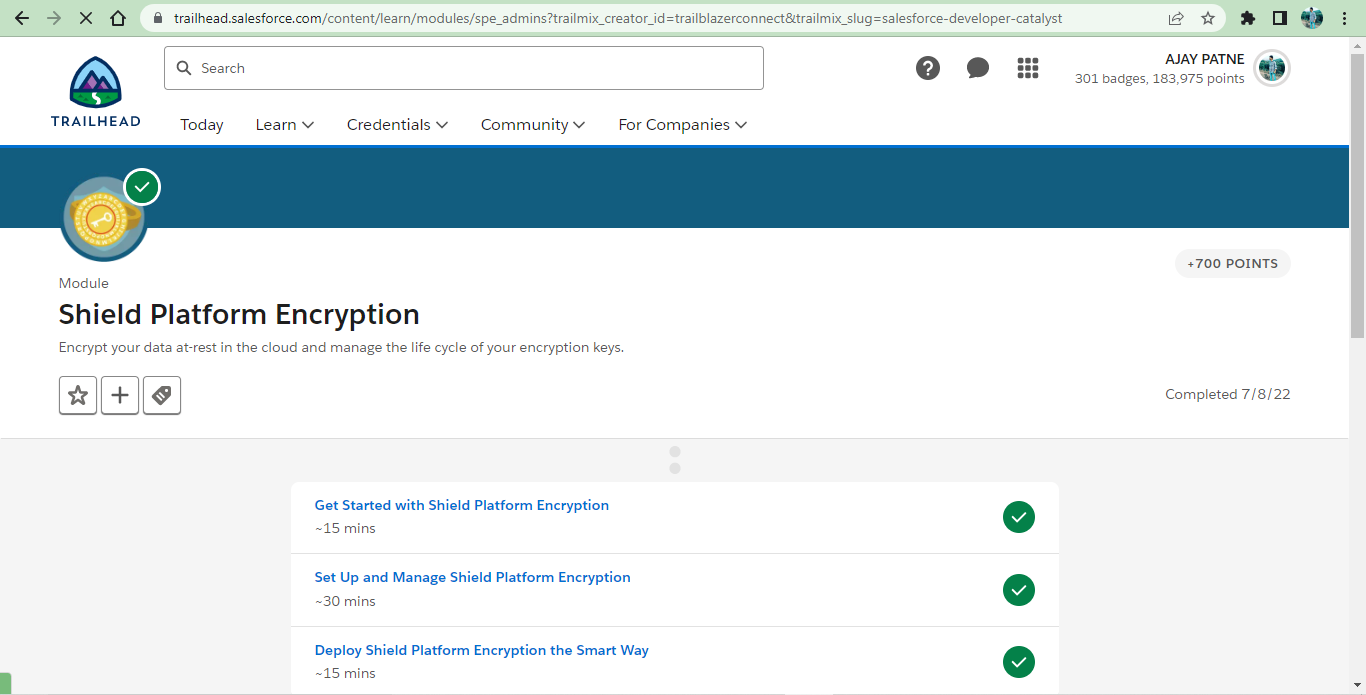 trailhead.salesforce.com/content/learn/modules/spe_admins?trailmix_creator_id=trailblazerconnect&trailmix_slug=salesforce-developer-catalyst
TRAILHEAD
Search
AJAY PATNE
301 badges, 183,975 points
Today Learn Credentials Community For Companies
+700 POINTS
Module
Shield Platform Encryption
Encrypt your data at-rest in the cloud and manage the life cycle of your encryption keys.
Completed 7/8/22
Get Started with Shield Platform Encryption
~15 mins
Set Up and Manage Shield Platform Encryption
~30 mins
Deploy Shield Platform Encryption the Smart Way
~15 mins